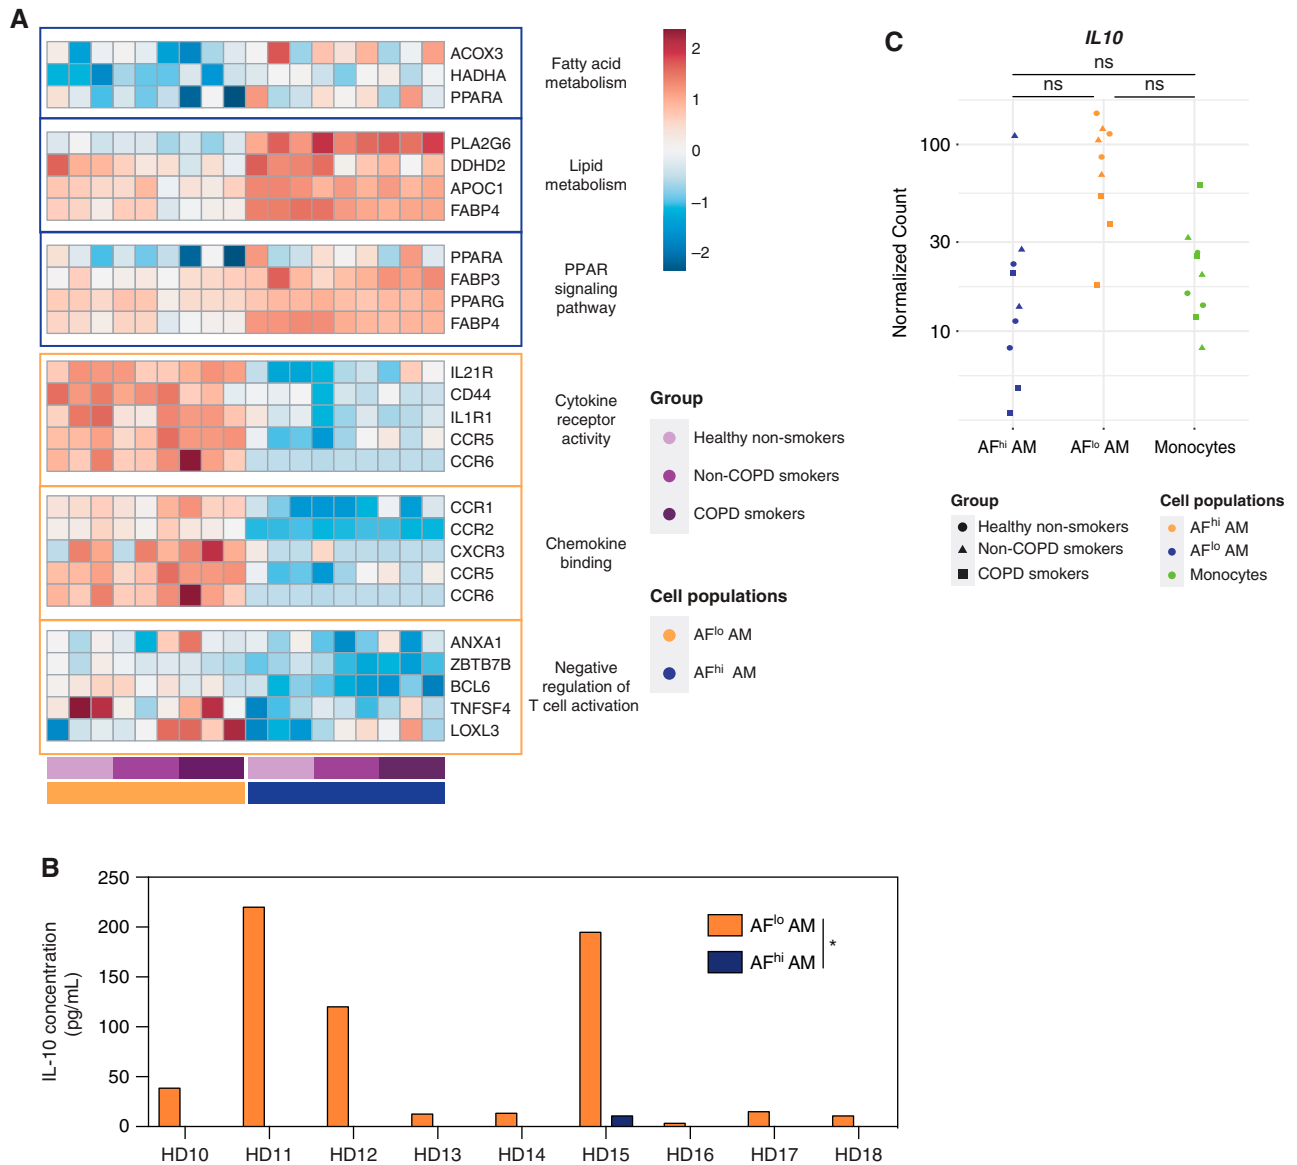 A
ACOX3
HADHA
PPARA
Fatty acid
metabolism
PLA2G6
DDHD2
APOC1
FABP4
Lipid
metabolism
PPARA
FABP3
PPARG
FABP4
PPAR
signaling
pathway
IL21R
CD44
IL1R1
CCR5
CCR6
Cytokine
receptor
activity
CCR1
CCR2
CXCR3
CCR5
CCR6
Chemokine
binding
ANXA1
ZBTB7B
BCL6
TNFSF4
LOXL3
Negative
regulation of
T cell activation
2
1
0
−1
−2
Group
Healthy non-smokers
Non-COPD smokers
COPD smokers
Cell populations
AFlo AM
AFhi AM
C
IL10
ns
ns
ns
Normalized Count
100
30
10
AFhi AM
AFlo AM
Monocytes
Group
Healthy non-smokers
Non-COPD smokers
COPD smokers
Cell populations
AFhi AM
AFlo AM
Monocytes
B
IL-10 concentration
(pg/mL)
250
200
150
100
50
0
AFlo AM
AFhi AM
*
HD10
HD11
HD12
HD13
HD14
HD15
HD16
HD17
HD18